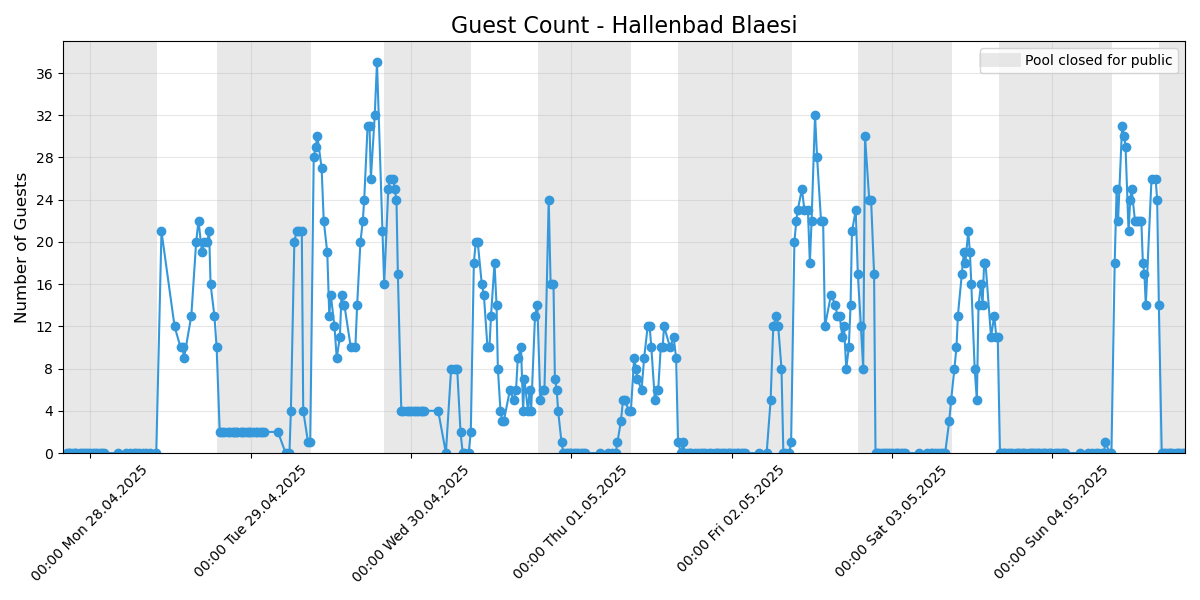 Guest Count - Hallenbad Blaesi
Pool closed for public
Number of Guests
36
32
28
24
20
16
12
8
4
0
00:00 Mon 28.04.2025
00:00 Tue 29.04.2025
00:00 Wed 30.04.2025
00:00 Thu 01.05.2025
00:00 Fri 02.05.2025
00:00 Sat 03.05.2025
00:00 Sun 04.05.2025